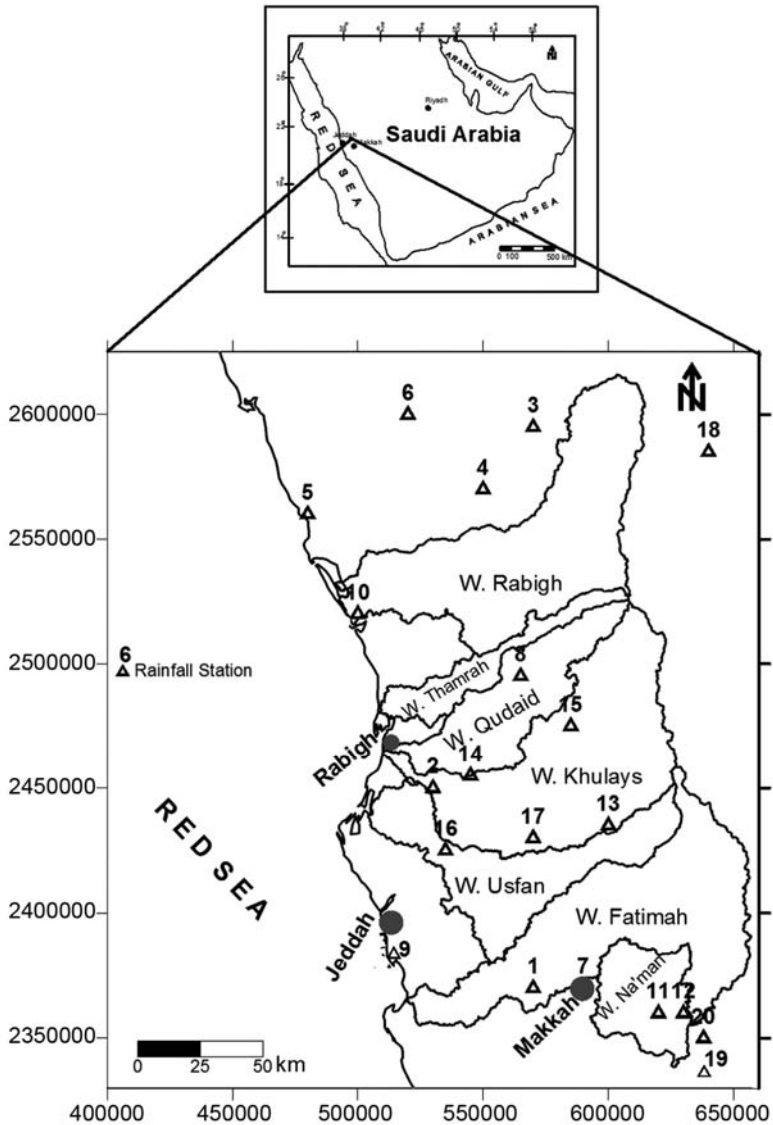 ARABIAN GULF
Riyadh
Saudi Arabia
Jeddah
Makkah
RED SEA
ARABIAN SEA
0 100 500 km
N
2600000
2550000
2500000
2450000
2400000
2350000
6
3
18
4
5
W. Rabigh
10
6
Rainfall Station
8
W. Thamrah
15
W. Qudaid
Rabigh
2
14
W. Khulays
17
13
16
RED SEA
W. Usfan
W. Fatimah
Jeddah
9
1
7
W. Na'man
11
12
Makkah
20
19
0 25 50 km
400000 450000 500000 550000 600000 650000